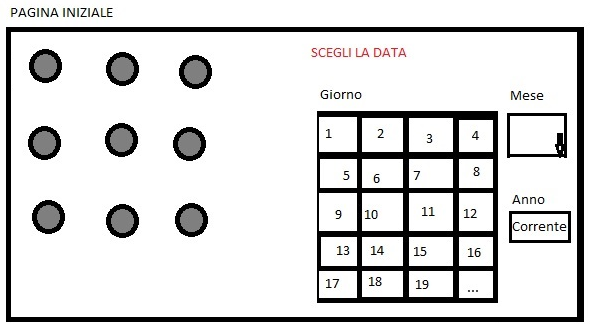 PAGINA INIZIALE
SCEGLI LA DATA
Giorno
Mese
1 2 3 4
5 6 7 8
9 10 11 12
13 14 15 16
17 18 19 ...
Anno
Corrente